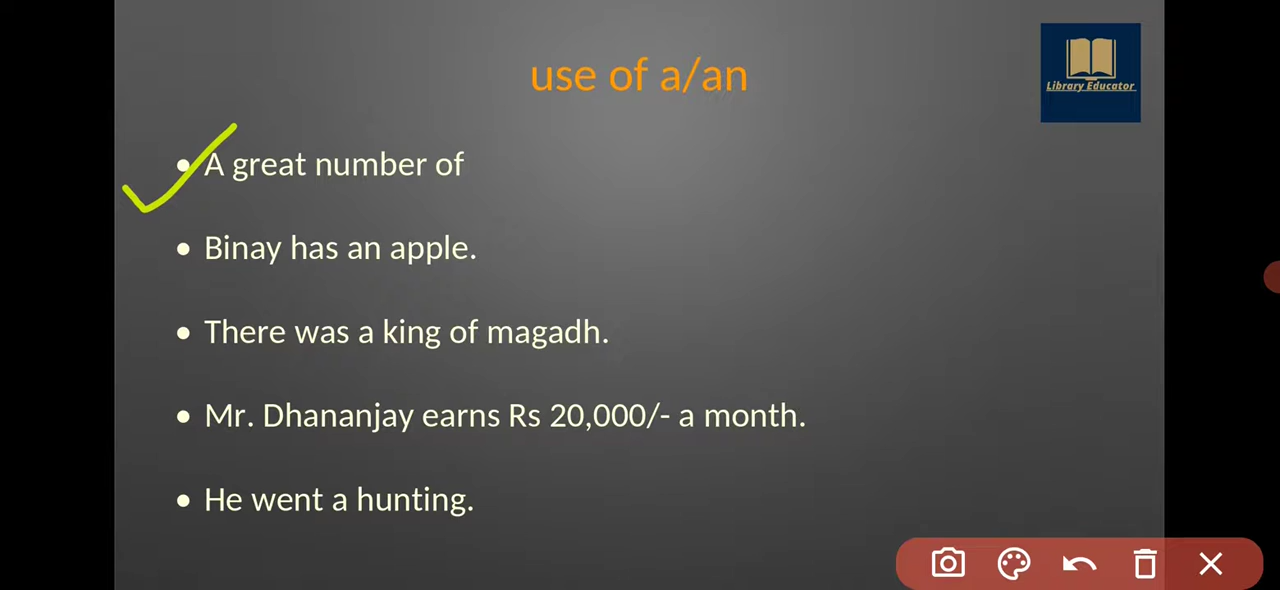 use of a/an
Library Educator
• A great number of
• Binay has an apple.
• There was a king of magadh.
• Mr. Dhananjay earns Rs 20,000/- a month.
• He went a hunting.